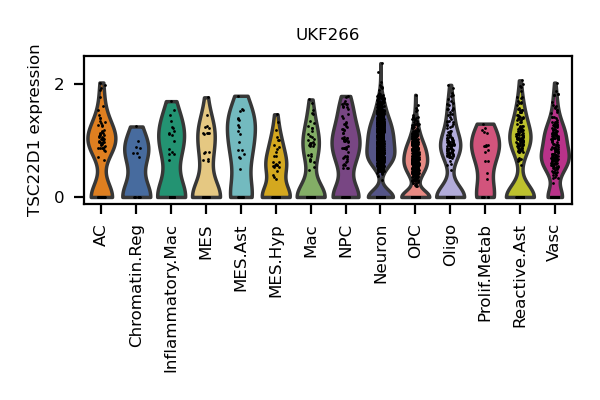 UKF266
TSC22D1 expression
2
0
AC
Chromatin.Reg
Inflammatory.Mac
MES
MES.Ast
MES.Hyp
Mac
NPC
Neuron
OPC
Oligo
Prolif.Metab
Reactive.Ast
Vasc